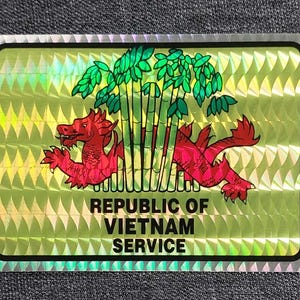 REPUBLIC OF
VIETNAM
SERVICE